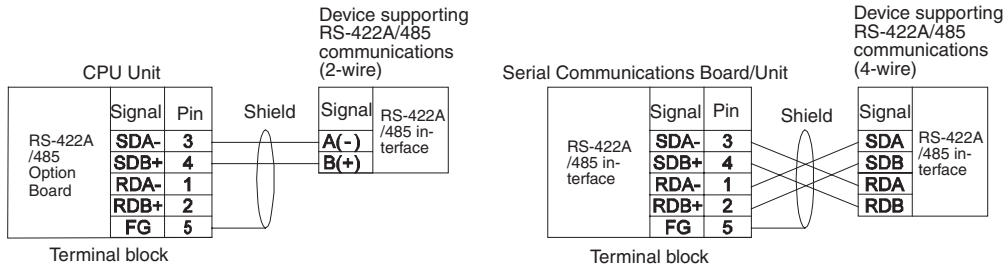 Device supporting
RS-422A/485
communications
(2-wire)
CPU Unit
Signal Pin
Shield
Signal
RS-422A
/485
Option
Board
SDA- 3
SDB+ 4
RDA- 1
RDB+ 2
FG 5
A(-)
B(+)
RS-422A
/485 in-
terface
Terminal block
Device supporting
RS-422A/485
communications
(4-wire)
Serial Communications Board/Unit
Signal Pin
Shield
Signal
RS-422A
/485 in-
terface
SDA- 3
SDB+ 4
RDA- 1
RDB+ 2
FG 5
SDA
SDB
RDA
RDB
RS-422A
/485 in-
terface
Terminal block